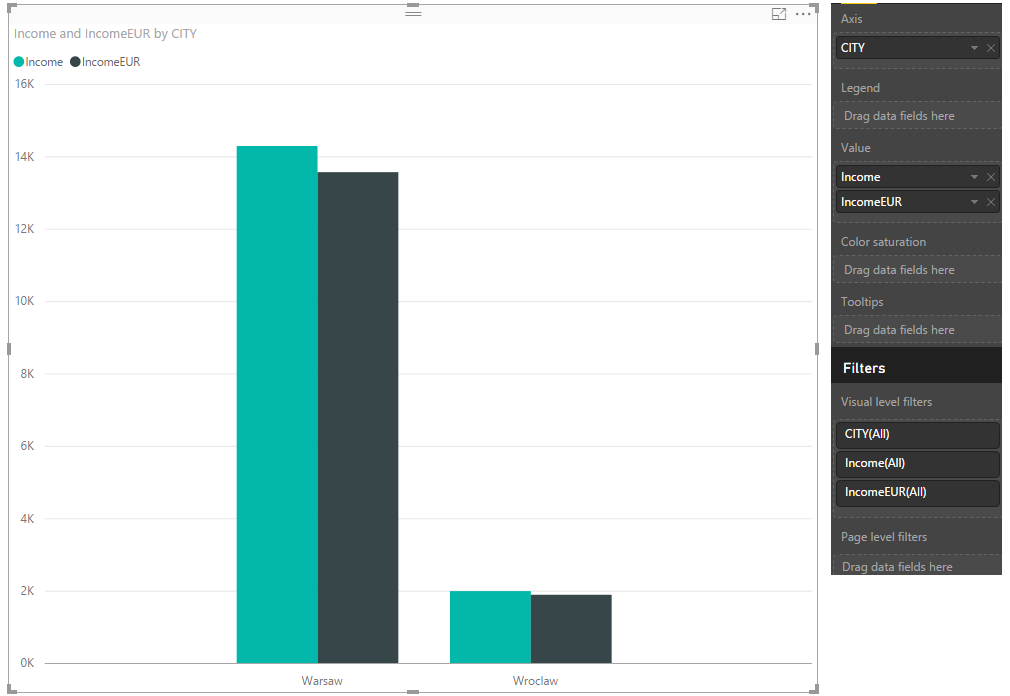 Income and IncomeEUR by CITY
Income IncomeEUR
16K
14K
12K
10K
8K
6K
4K
2K
0K
Warsaw Wroclaw
Axis
CITY
Legend
Drag data fields here
Value
Income
IncomeEUR
Color saturation
Drag data fields here
Tooltips
Drag data fields here
Filters
Visual level filters
CITY(All)
Income(All)
IncomeEUR(All)
Page level filters
Drag data fields here